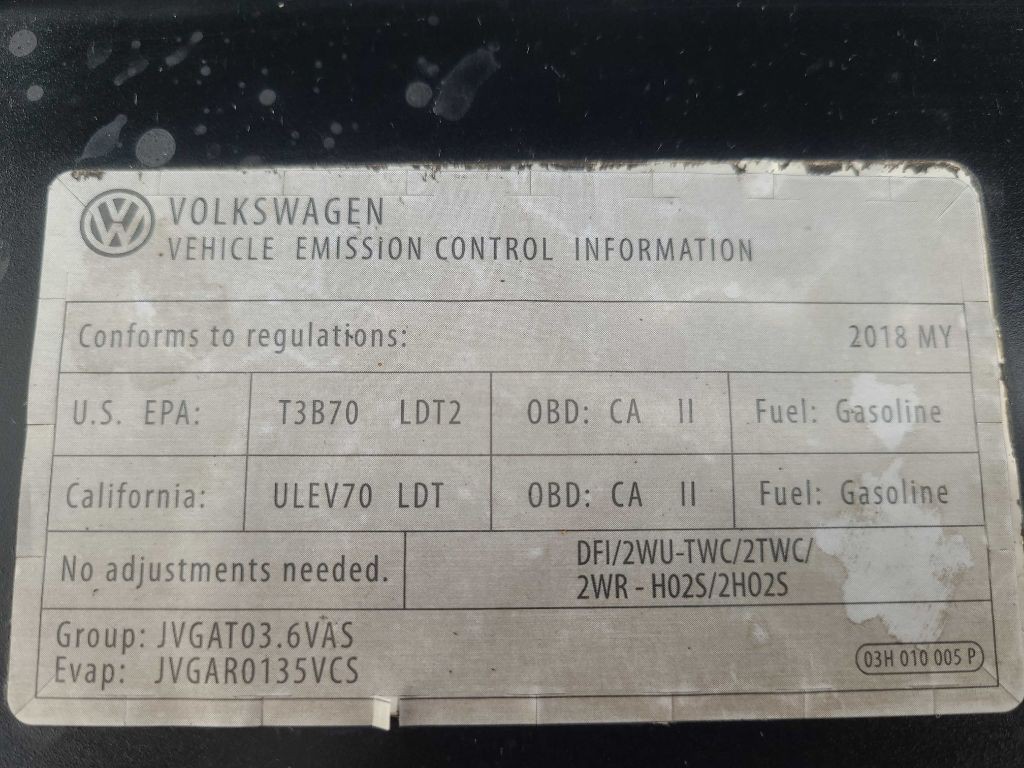 VOLKSWAGEN
VEHICLE EMISSION CONTROL INFORMATION
Conforms to regulations: 2018 MY
U.S. EPA: T3B70 LDT2 OBD: CA II Fuel: Gasoline
California: ULEV70 LDT OBD: CA II Fuel: Gasoline
No adjustments needed.
DFI/2WU-TWC/2TWC/
2WR - HO2S/2HO2S
Group: JVGAT03.6VAS
Evap: JVGAR0135VCS
03H 010 005 P